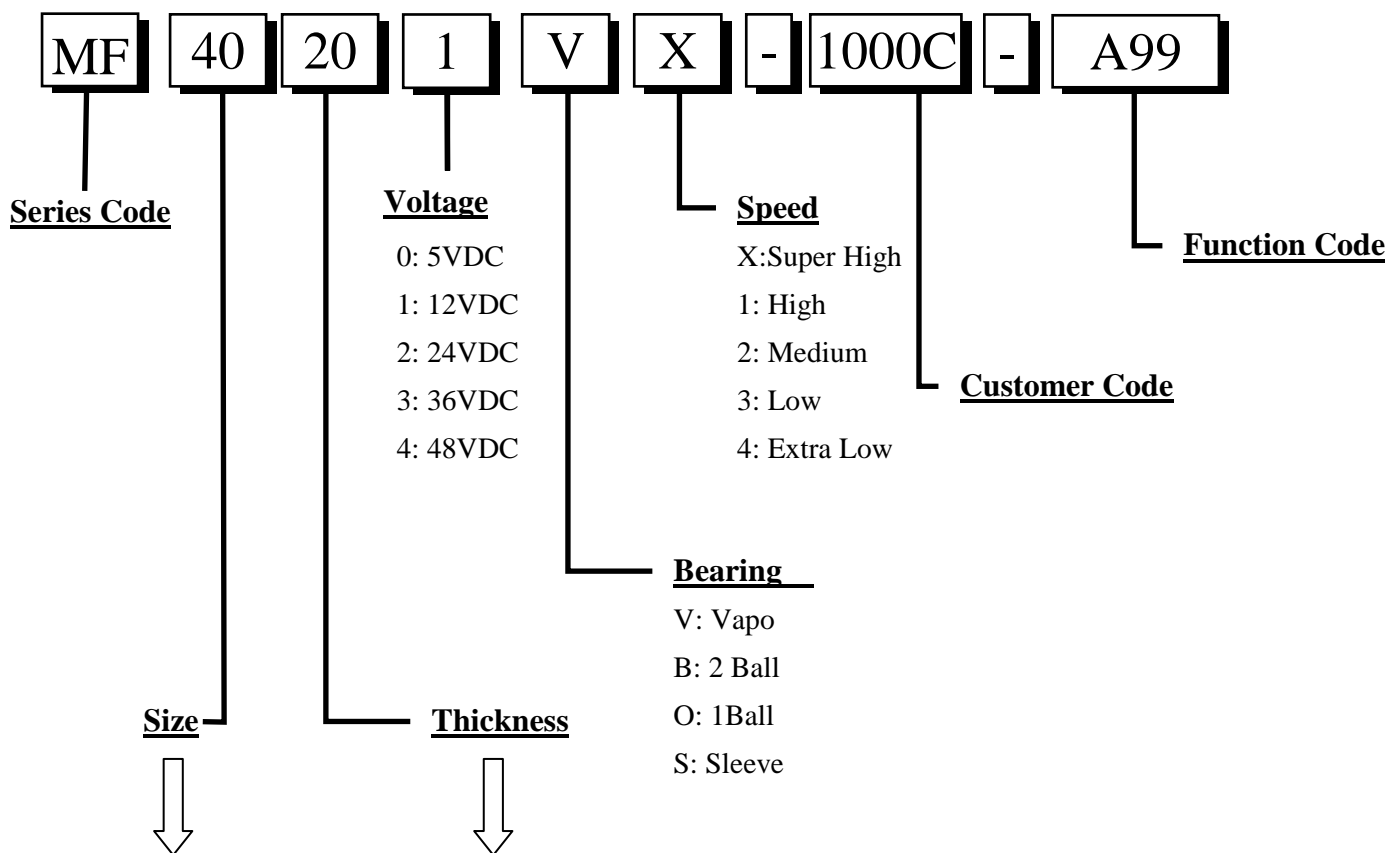 MF 40 20 1 V X - 1000C - A99
Series Code
Voltage
0: 5VDC
1: 12VDC
2: 24VDC
3: 36VDC
4: 48VDC
Speed
X:Super High
1: High
2: Medium
3: Low
4: Extra Low
Function Code
Customer Code
Bearing
V: Vapo
B: 2 Ball
O: 1Ball
S: Sleeve
Size
Thickness